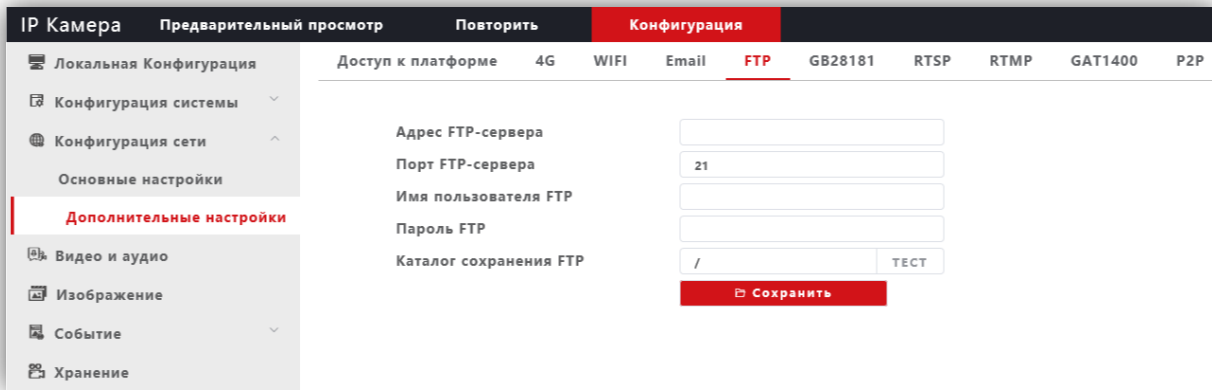 IP Камера Предварительный просмотр Повторить Конфигурация
Локальная Конфигурация
Конфигурация системы
Конфигурация сети
Основные настройки
Дополнительные настройки
Видео и аудио
Изображение
Событие
Хранение
Доступ к платформе 4G WIFI Email FTP GB28181 RTSP RTMP GAT1400 P2P
Адрес FTP-сервера
Порт FTP-сервера 21
Имя пользователя FTP
Пароль FTP
Каталог сохранения FTP / ТЕСТ
Сохранить